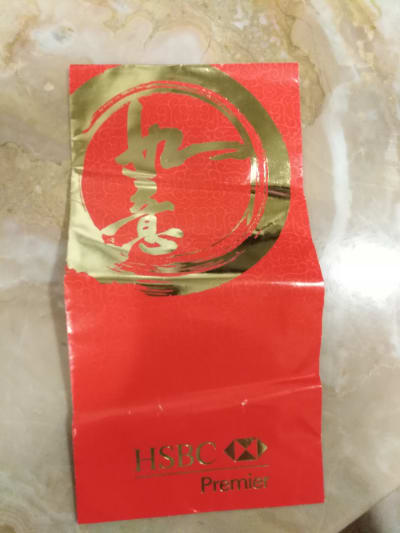 如
意
HSBC
Premier